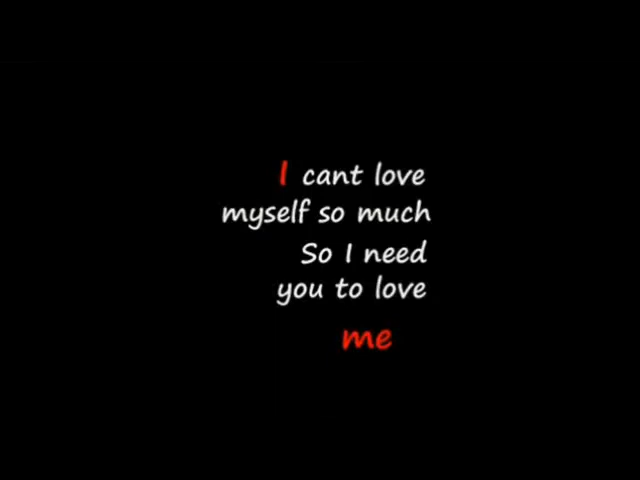 I cant love
myself so much
So I need
you to love
me